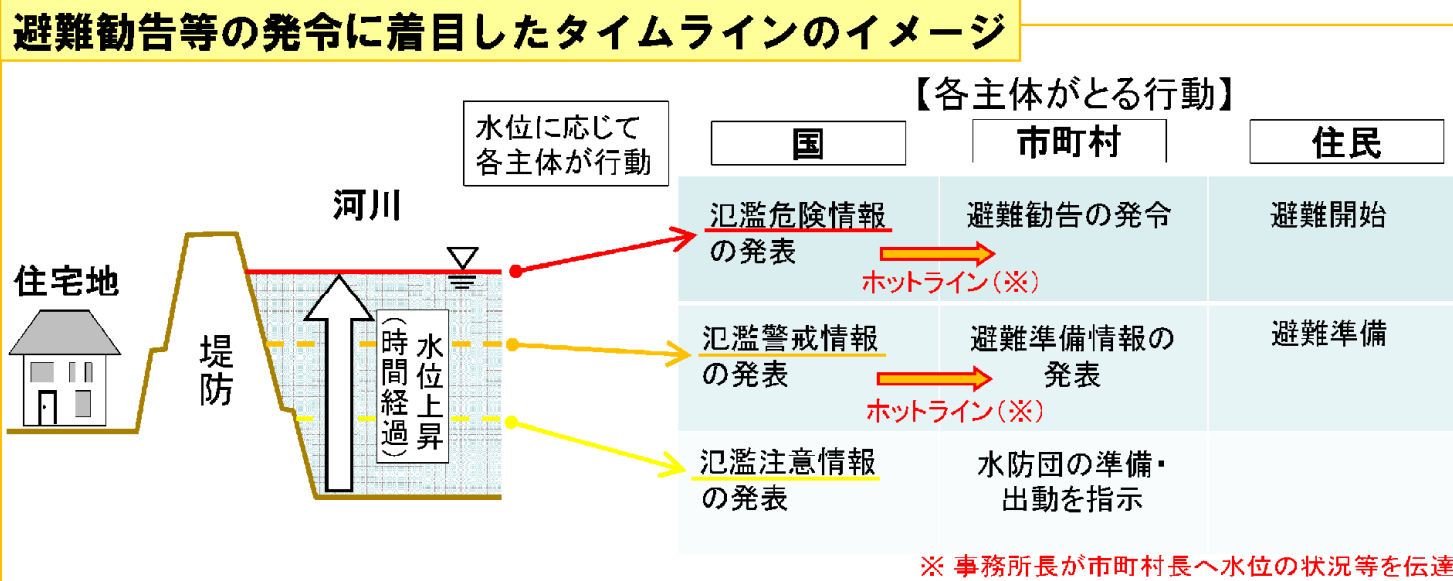 避難勧告等の発令に着目したタイムラインのイメージ
【各主体がとる行動】
水位に応じて
各主体が行動
国
市町村
住民
河川
住宅地
堤防
水位上昇
(時間経過)
氾濫危険情報
の発表
避難勧告の発令
避難開始
ホットライン(※)
氾濫警戒情報
の発表
避難準備情報の
発表
避難準備
ホットライン(※)
氾濫注意情報
の発表
水防団の準備・
出動を指示
※ 事務所長が市町村長へ水位の状況等を伝達